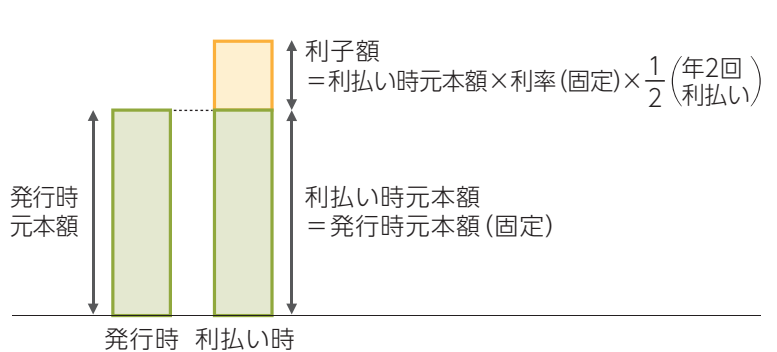 利子額
＝利払い時元本額×利率（固定）×1/2（年2回
利払い）
発行時
元本額
利払い時元本額
＝発行時元本額（固定）
発行時
利払い時